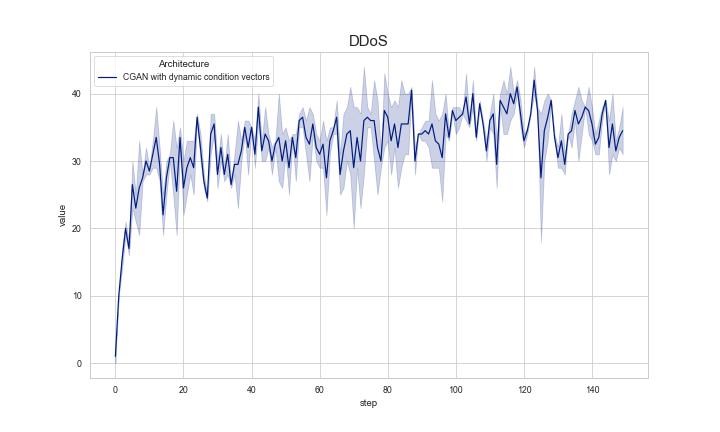 DDoS
Architecture
CGAN with dynamic condition vectors
value
40
30
20
10
0
0 20 40 60 80 100 120 140
step